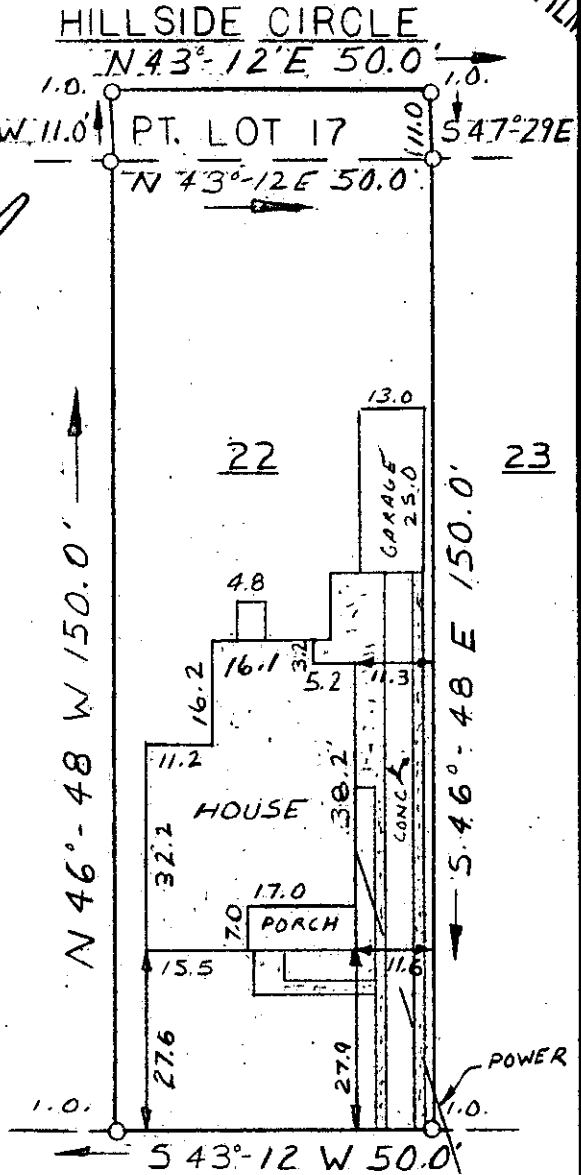 HILLSIDE CIRCLE
N 43°-12'E 50.0'
I.O. I.O.
W 11.0' PT. LOT 17 11.0 S 47°-29E
N 43°-12E 50.0'
13.0
22 23
GARAGE
25.0
4.8
16.1 3.2
5.2 11.3
16.2
11.2
N 46°-48 W 150.0'
S 46°-48 E 150.0'
HOUSE 38.2' CONC
32.2
17.0
7.0 PORCH
15.5 11.6
27.6 27.9
POWER
I.O. I.O.
S 43°-12 W 50.0'